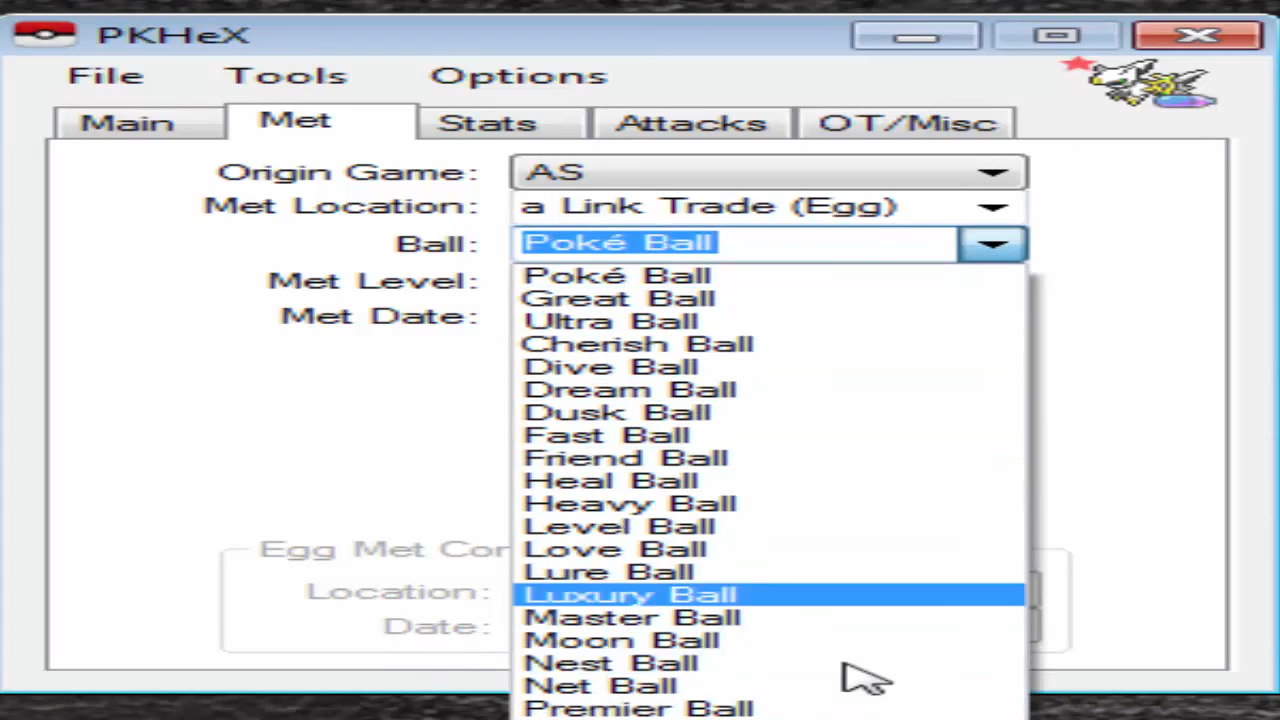 PKHeX
File Tools Options
Main Met Stats Attacks OT/Misc
Origin Game: AS
Met Location: a Link Trade (Egg)
Ball: Poké Ball
Met Level:
Met Date:
Poké Ball
Great Ball
Ultra Ball
Cherish Ball
Dive Ball
Dream Ball
Dusk Ball
Fast Ball
Friend Ball
Heal Ball
Heavy Ball
Level Ball
Love Ball
Lure Ball
Luxury Ball
Master Ball
Moon Ball
Nest Ball
Net Ball
Premier Ball
Egg Met Con
Location:
Date: